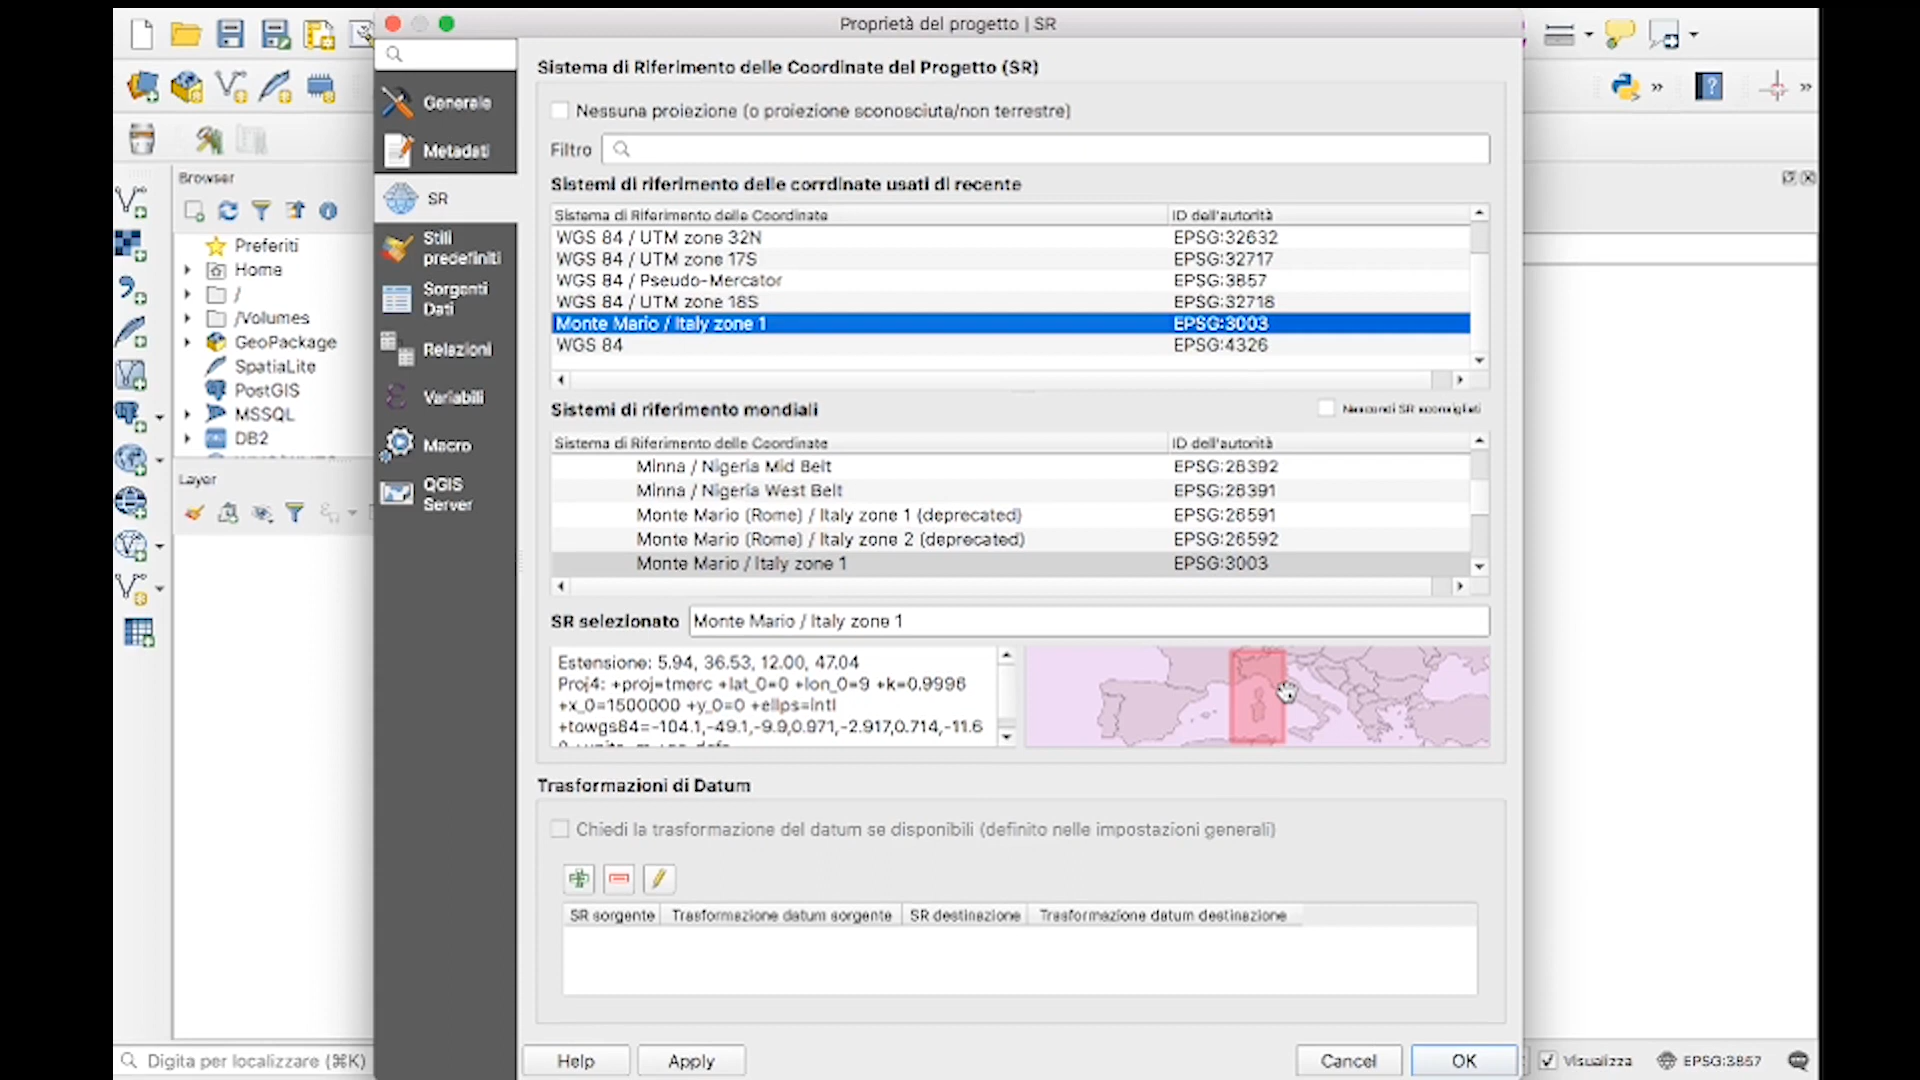 Proprietà del progetto | SR
Sistema di Riferimento delle Coordinate del Progetto (SR)
Generale
Nessuna proiezione (o proiezione sconosciuta/non terrestre)
Metadati
Filtro
Browser
Sistemi di riferimento delle corrdinate usati di recente
SR
Sistema di Riferimento delle Coordinate ID dell'autorità
Stili predefiniti
WGS 84 / UTM zone 32N EPSG:32632
Preferiti
WGS 84 / UTM zone 17S EPSG:32717
Home
WGS 84 / Pseudo-Mercator EPSG:3857
/
Sorgenti Dati
WGS 84 / UTM zone 18S EPSG:32718
/Volumes
Monte Mario / Italy zone 1 EPSG:3003
GeoPackage
WGS 84 EPSG:4326
Relazioni
SpatiaLite
PostGIS
Variabili
MSSQL
Sistemi di riferimento mondiali Nascondi SR sconsigliati
DB2
Macro
Sistema di Riferimento delle Coordinate ID dell'autorità
Minna / Nigeria Mid Belt EPSG:26392
Layer
QGIS Server
Minna / Nigeria West Belt EPSG:26391
Monte Mario (Rome) / Italy zone 1 (deprecated) EPSG:26591
Monte Mario (Rome) / Italy zone 2 (deprecated) EPSG:26592
Monte Mario / Italy zone 1 EPSG:3003
SR selezionato Monte Mario / Italy zone 1
Estensione: 5.94, 36.53, 12.00, 47.04
Proj4: +proj=tmerc +lat_0=0 +lon_0=9 +k=0.9996
+x_0=1500000 +y_0=0 +ellps=intl
+towgs84=-104.1,-49.1,-9.9,0.971,-2.917,0.714,-11.6
Trasformazioni di Datum
Chiedi la trasformazione del datum se disponibili (definito nelle impostazioni generali)
SR sorgente Trasformazione datum sorgente SR destinazione Trasformazione datum destinazione
Digita per localizzare (⌘K) Help Apply Cancel OK Visualizza EPSG:3857